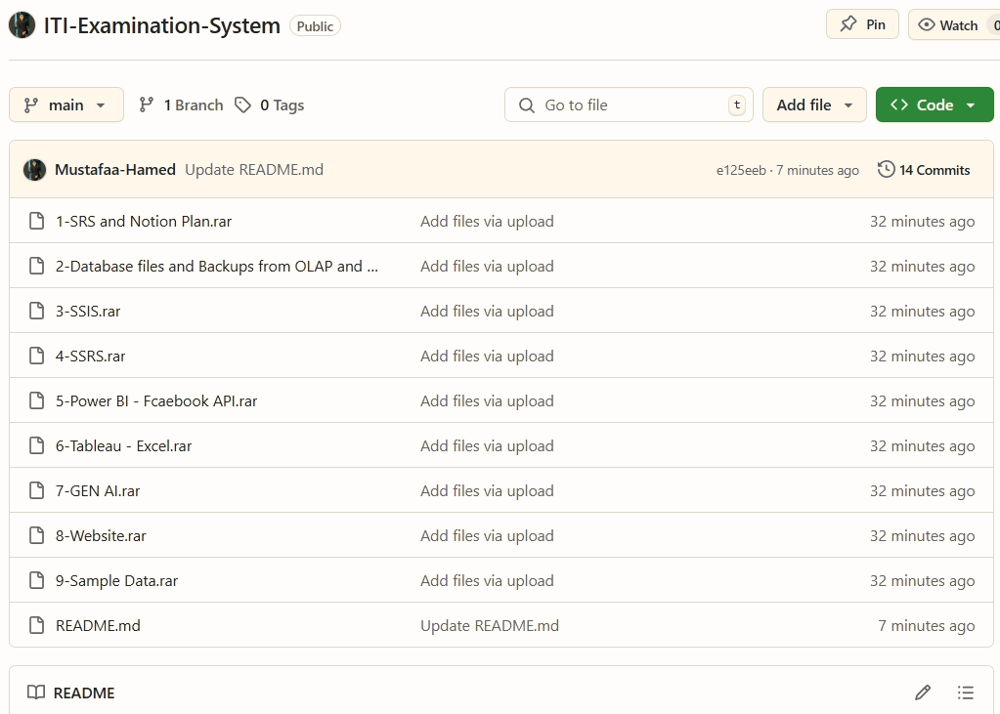 ITI-Examination-System Public Pin Watch 0
main 1 Branch 0 Tags Go to file t Add file Code
Mustafaa-Hamed Update README.md e125eeb · 7 minutes ago 14 Commits
1-SRS and Notion Plan.rar Add files via upload 32 minutes ago
2-Database files and Backups from OLAP and ... Add files via upload 32 minutes ago
3-SSIS.rar Add files via upload 32 minutes ago
4-SSRS.rar Add files via upload 32 minutes ago
5-Power BI - Fcaebook API.rar Add files via upload 32 minutes ago
6-Tableau - Excel.rar Add files via upload 32 minutes ago
7-GEN AI.rar Add files via upload 32 minutes ago
8-Website.rar Add files via upload 32 minutes ago
9-Sample Data.rar Add files via upload 32 minutes ago
README.md Update README.md 7 minutes ago
README